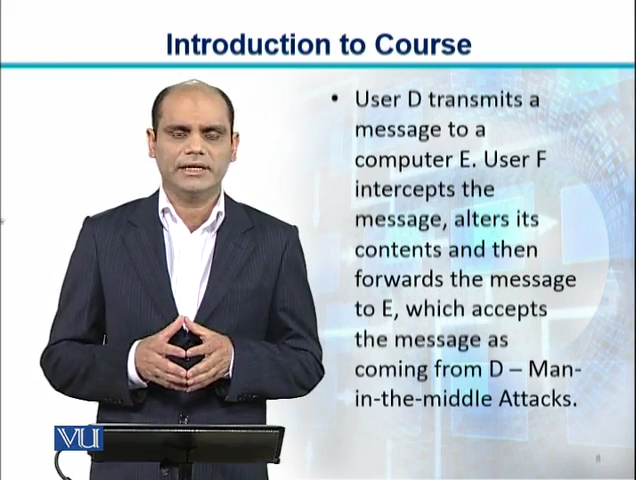 Introduction to Course
• User D transmits a
message to a
computer E. User F
intercepts the
message, alters its
contents and then
forwards the message
to E, which accepts
the message as
coming from D – Man-
in-the-middle Attacks.
VU
8